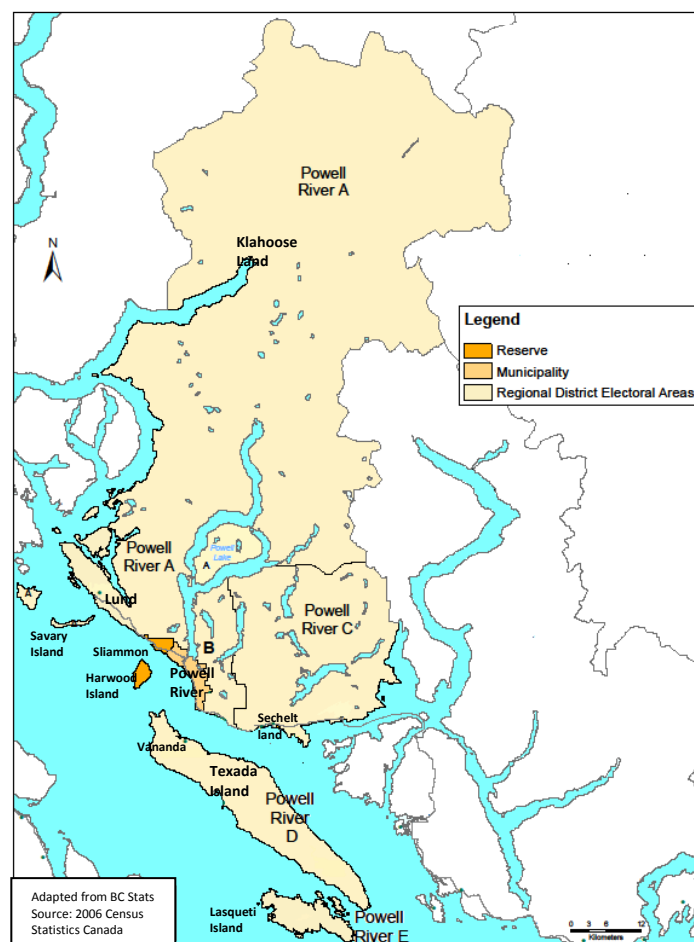 Powell
River A
Klahoose
Land
N
Legend
Reserve
Municipality
Regional District Electoral Areas
Powell
River A
Powell
Lake
A
Powell
River C
A
Lund
Savary
Island
Sliammon
B
Harwood
Island
Powell
River
Sechelt
land
Vananda
Texada
Island
Powell
River
D
Lasqueti
Island
Powell
River E
Adapted from BC Stats
Source: 2006 Census
Statistics Canada
0 3 6 12
Kilometers